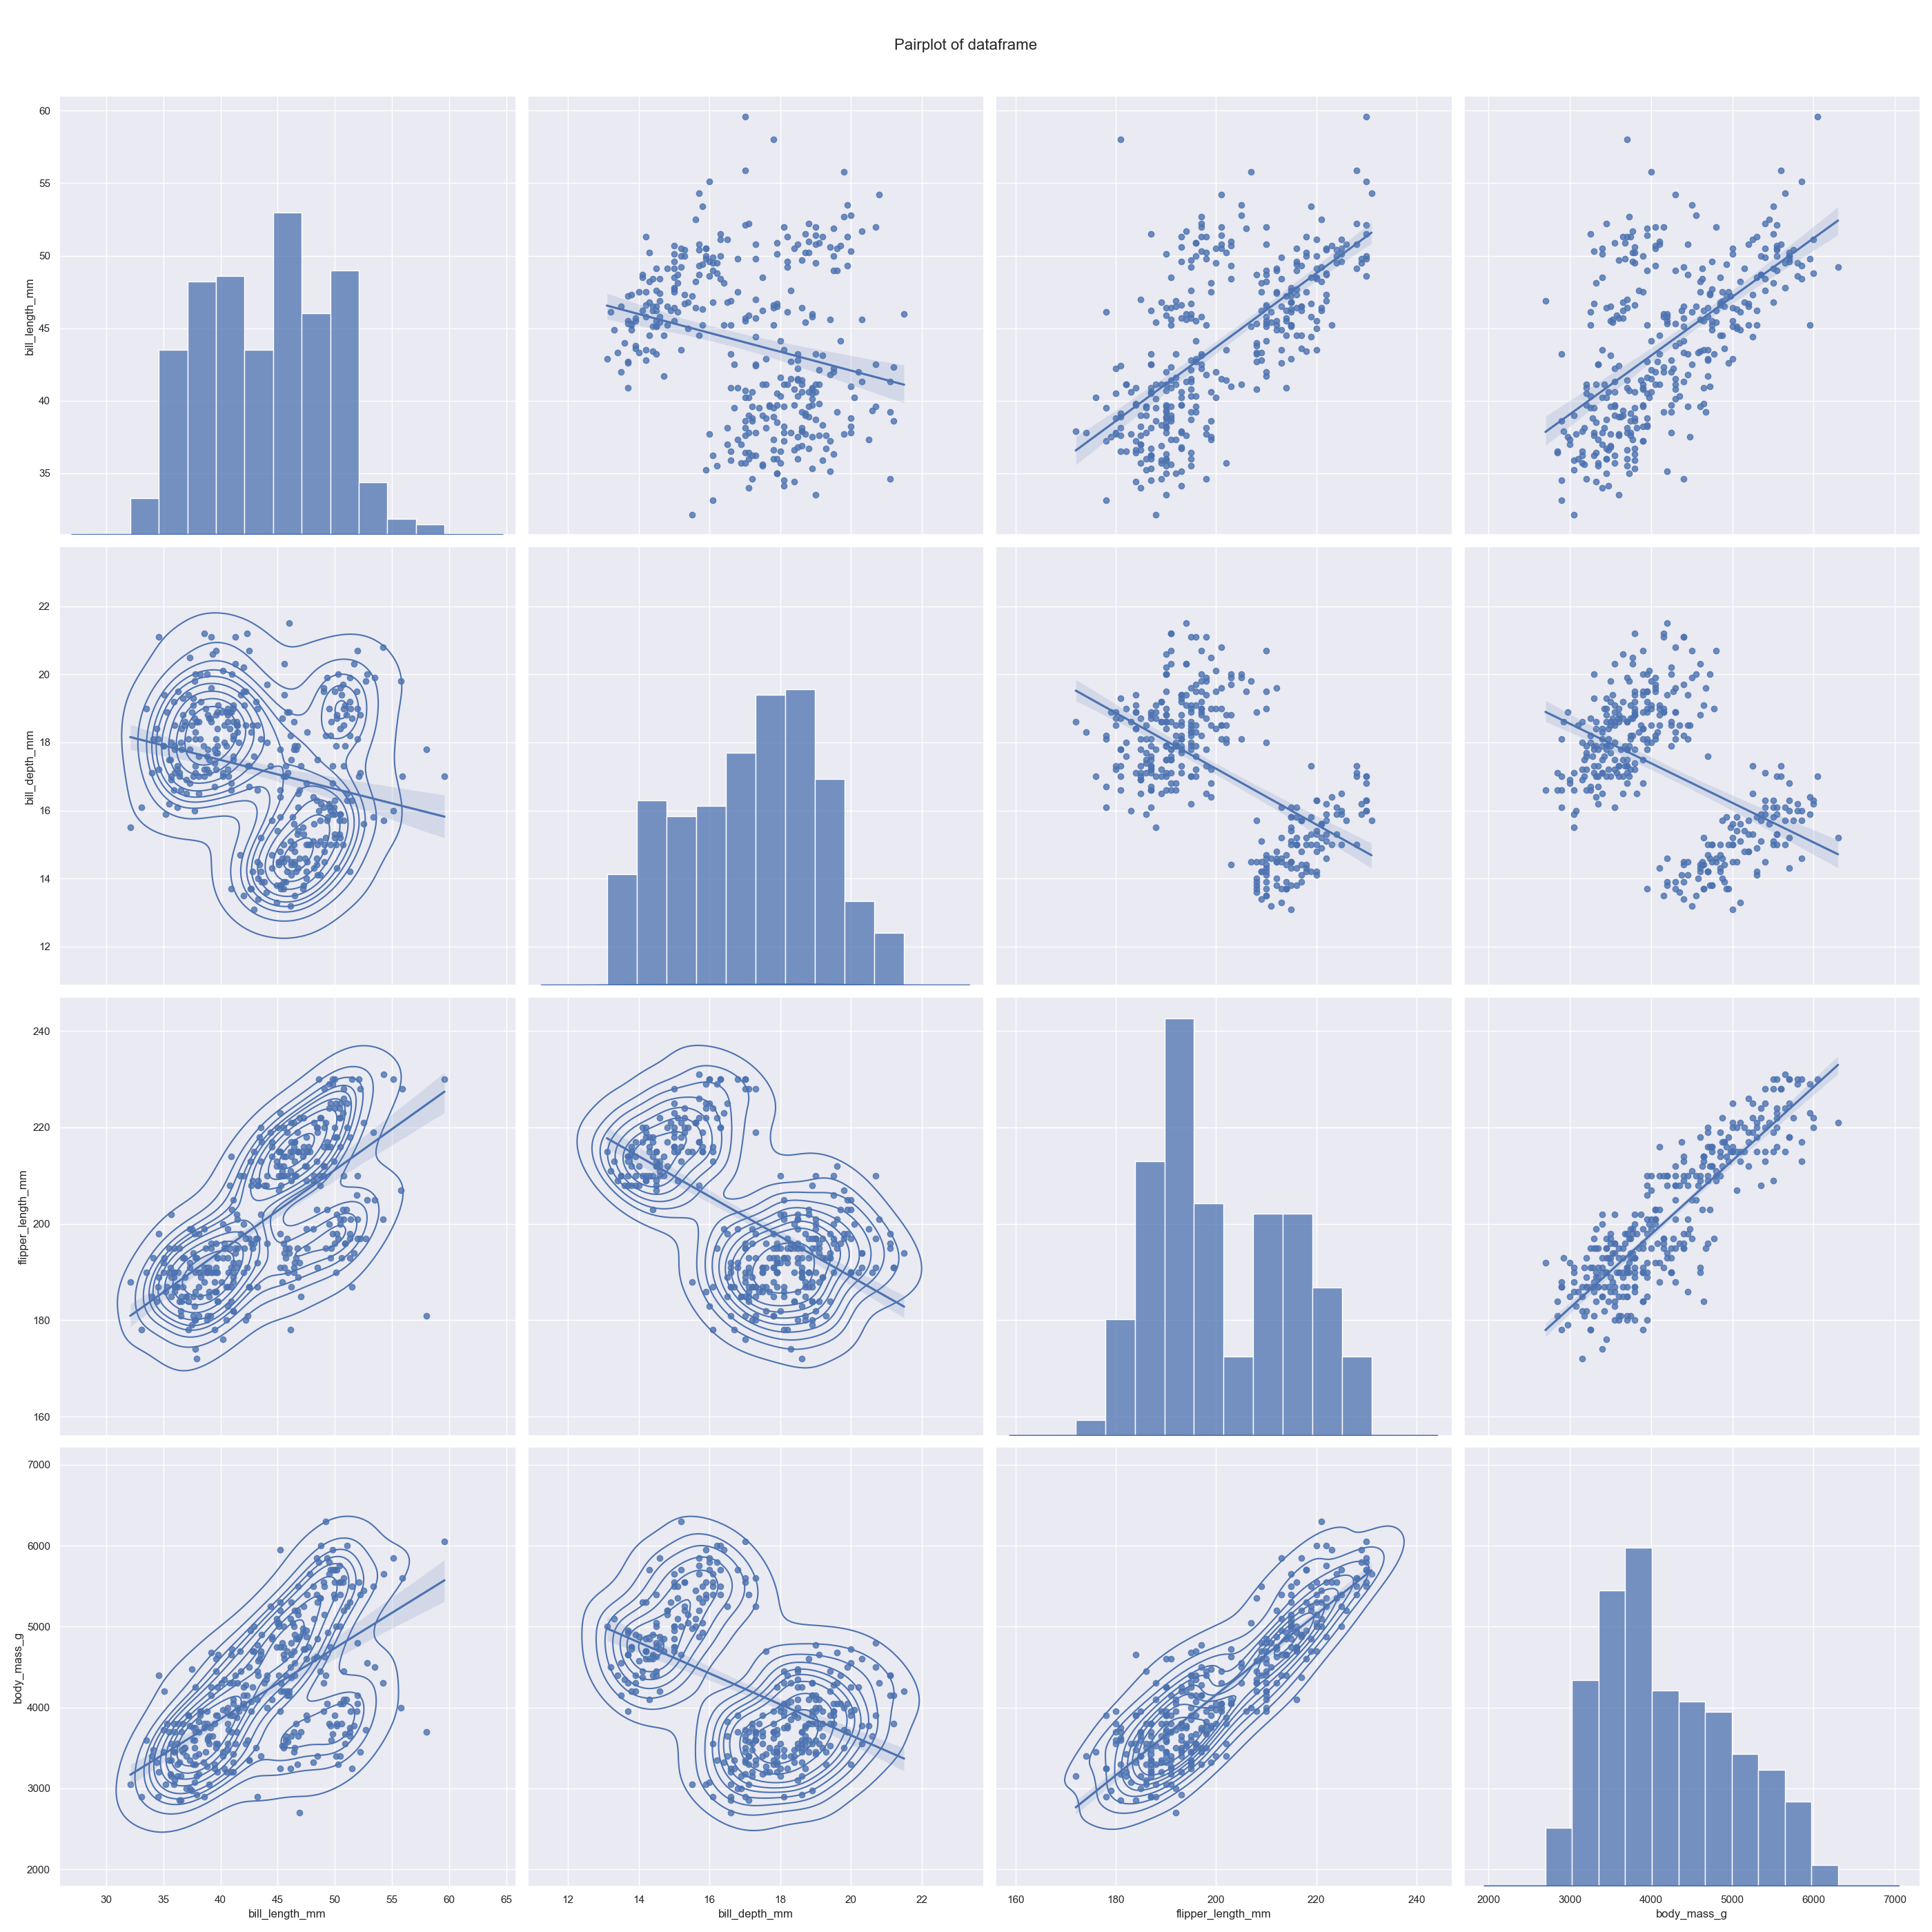 Pairplot of dataframe
60
55
50
45
40
35
bill_length_mm
22
20
18
16
14
12
bill_depth_mm
240
220
200
180
160
flipper_length_mm
7000
6000
5000
4000
3000
2000
body_mass_g
30 35 40 45 50 55 60 65
12 14 16 18 20 22
160 180 200 220 240
2000 3000 4000 5000 6000 7000
bill_length_mm
bill_depth_mm
flipper_length_mm
body_mass_g